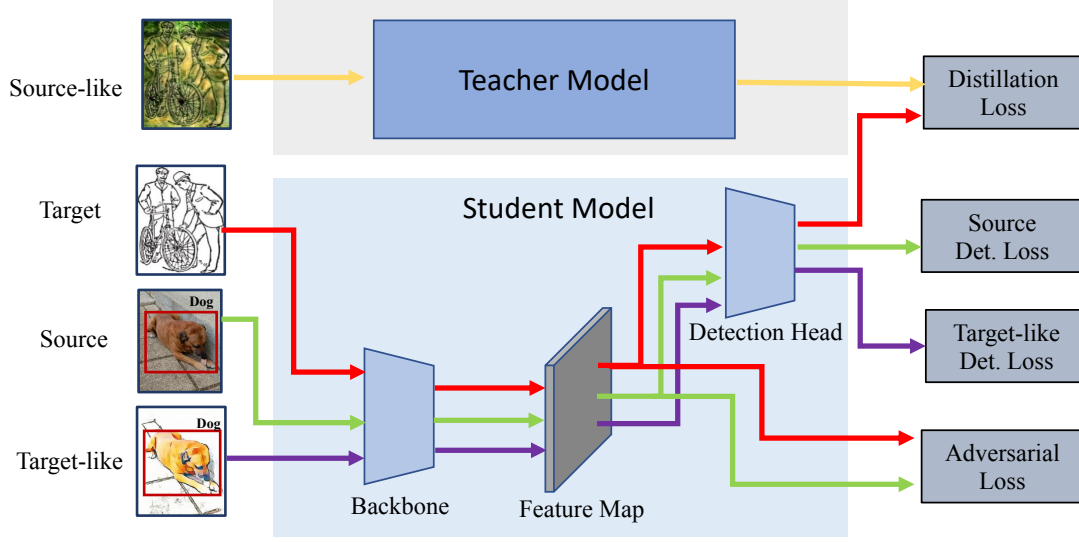 Source-like
Teacher Model
Distillation
Loss
Target
Student Model
Source
Det. Loss
Dog
Source
Detection Head
Target-like
Det. Loss
Dog
Target-like
Backbone
Feature Map
Adversarial
Loss